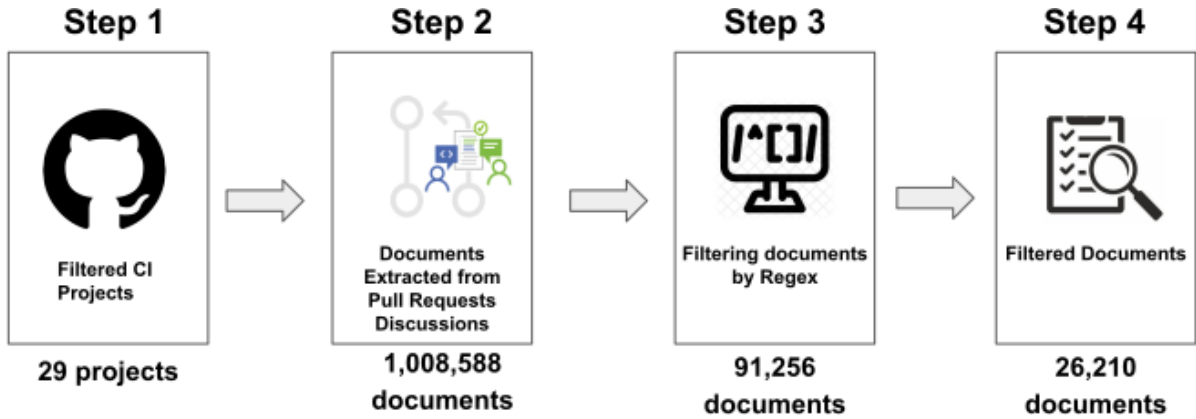 Step 1
Step 2
Step 3
Step 4
/^[]/
Filtered CI
Projects
Documents
Extracted from
Pull Requests
Discussions
Filtering documents
by Regex
Filtered Documents
29 projects
1,008,588
documents
91,256
documents
26,210
documents